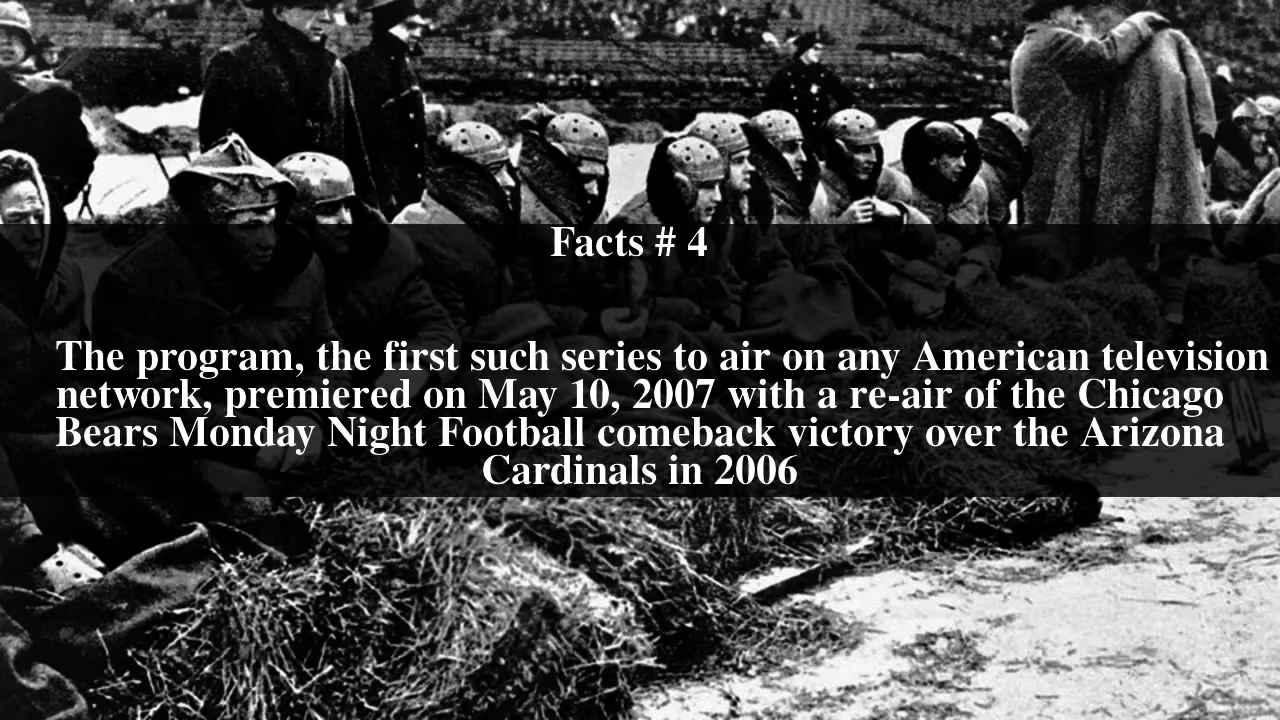 Facts # 4
The program, the first such series to air on any American television
network, premiered on May 10, 2007 with a re-air of the Chicago
Bears Monday Night Football comeback victory over the Arizona
Cardinals in 2006